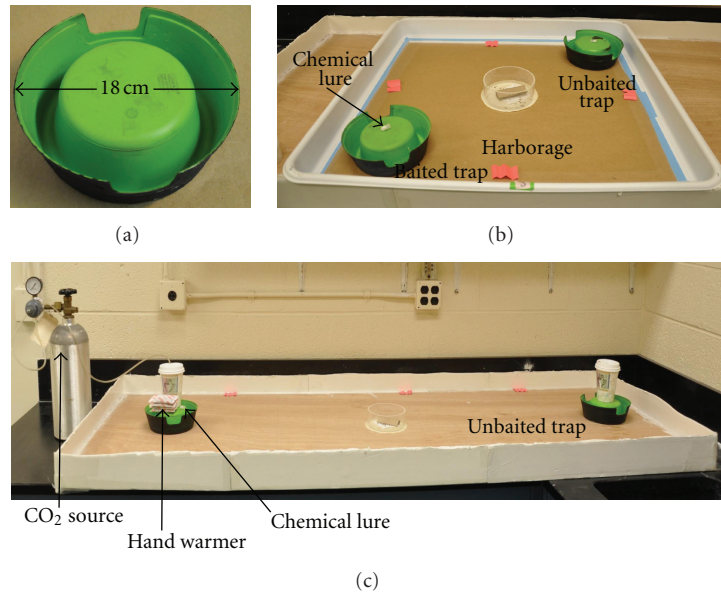 18 cm
(a)
Chemical
lure
Unbaited
trap
Harborage
Baited trap
(b)
Unbaited trap
CO₂ source
Chemical lure
Hand warmer
(c)